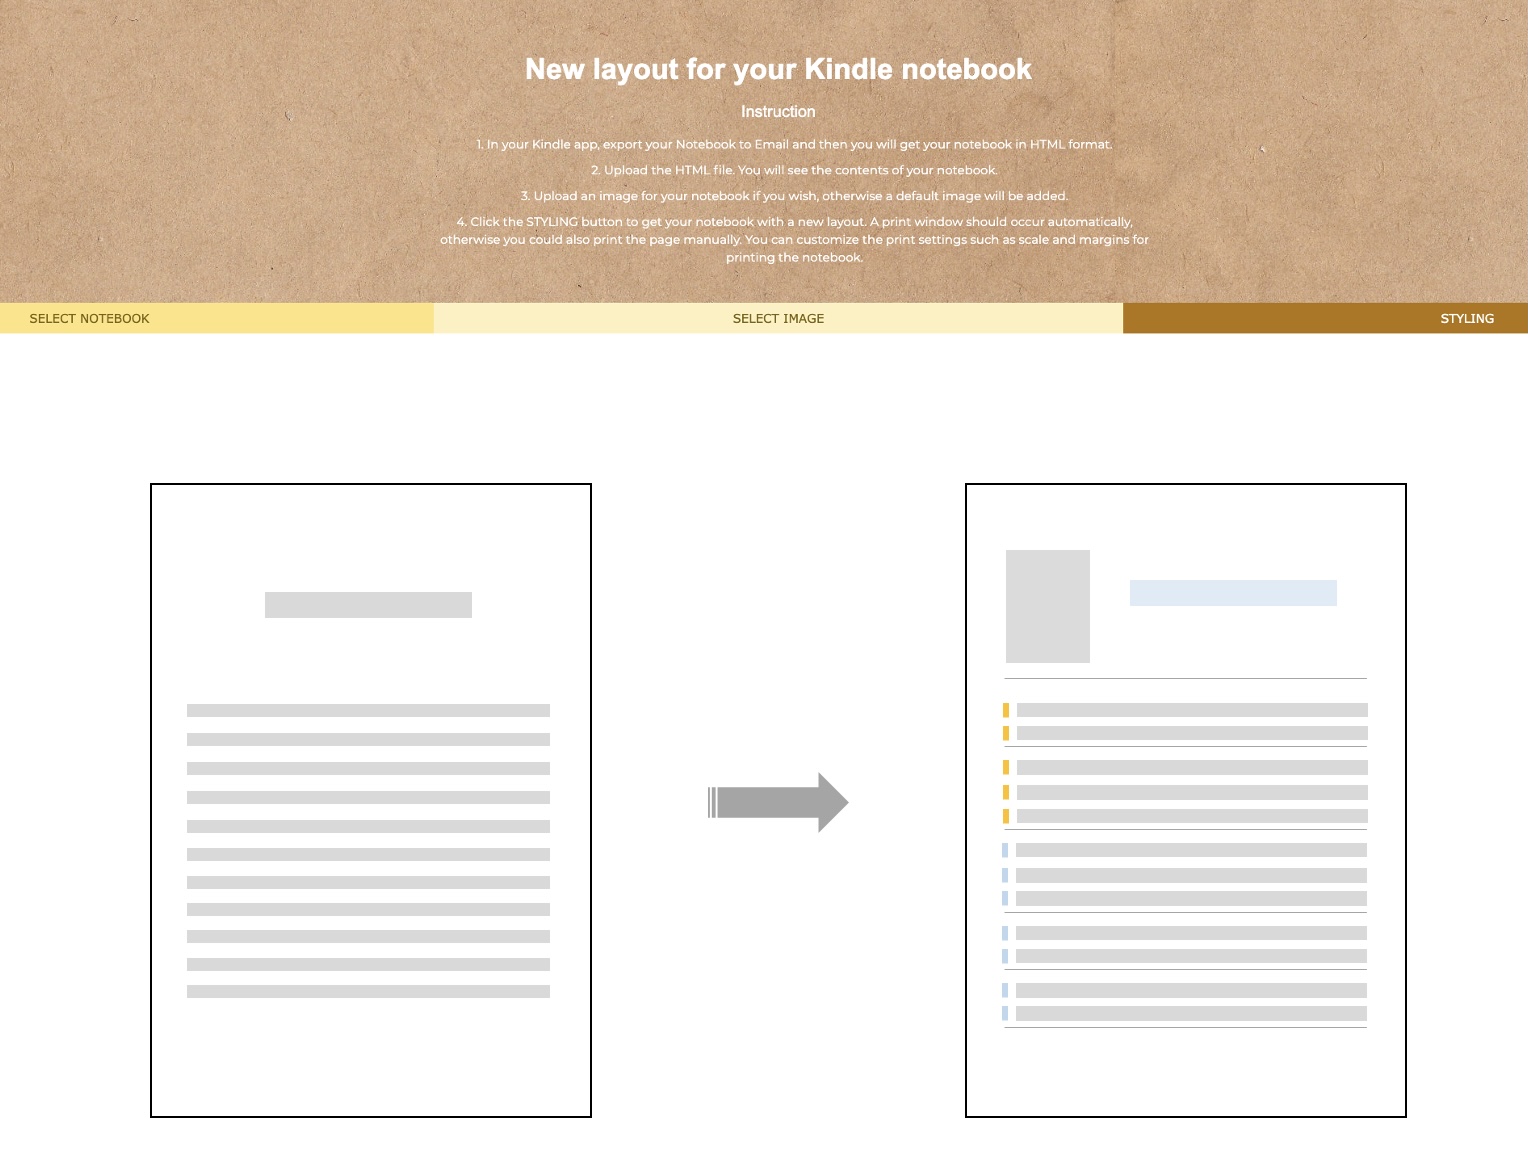 New layout for your Kindle notebook
Instruction
1. In your Kindle app, export your Notebook to Email and then you will get your notebook in HTML format.
2. Upload the HTML file. You will see the contents of your notebook.
3. Upload an image for your notebook if you wish, otherwise a default image will be added.
4. Click the STYLING button to get your notebook with a new layout. A print window should occur automatically,
otherwise you could also print the page manually. You can customize the print settings such as scale and margins for
printing the notebook.
SELECT NOTEBOOK
SELECT IMAGE
STYLING